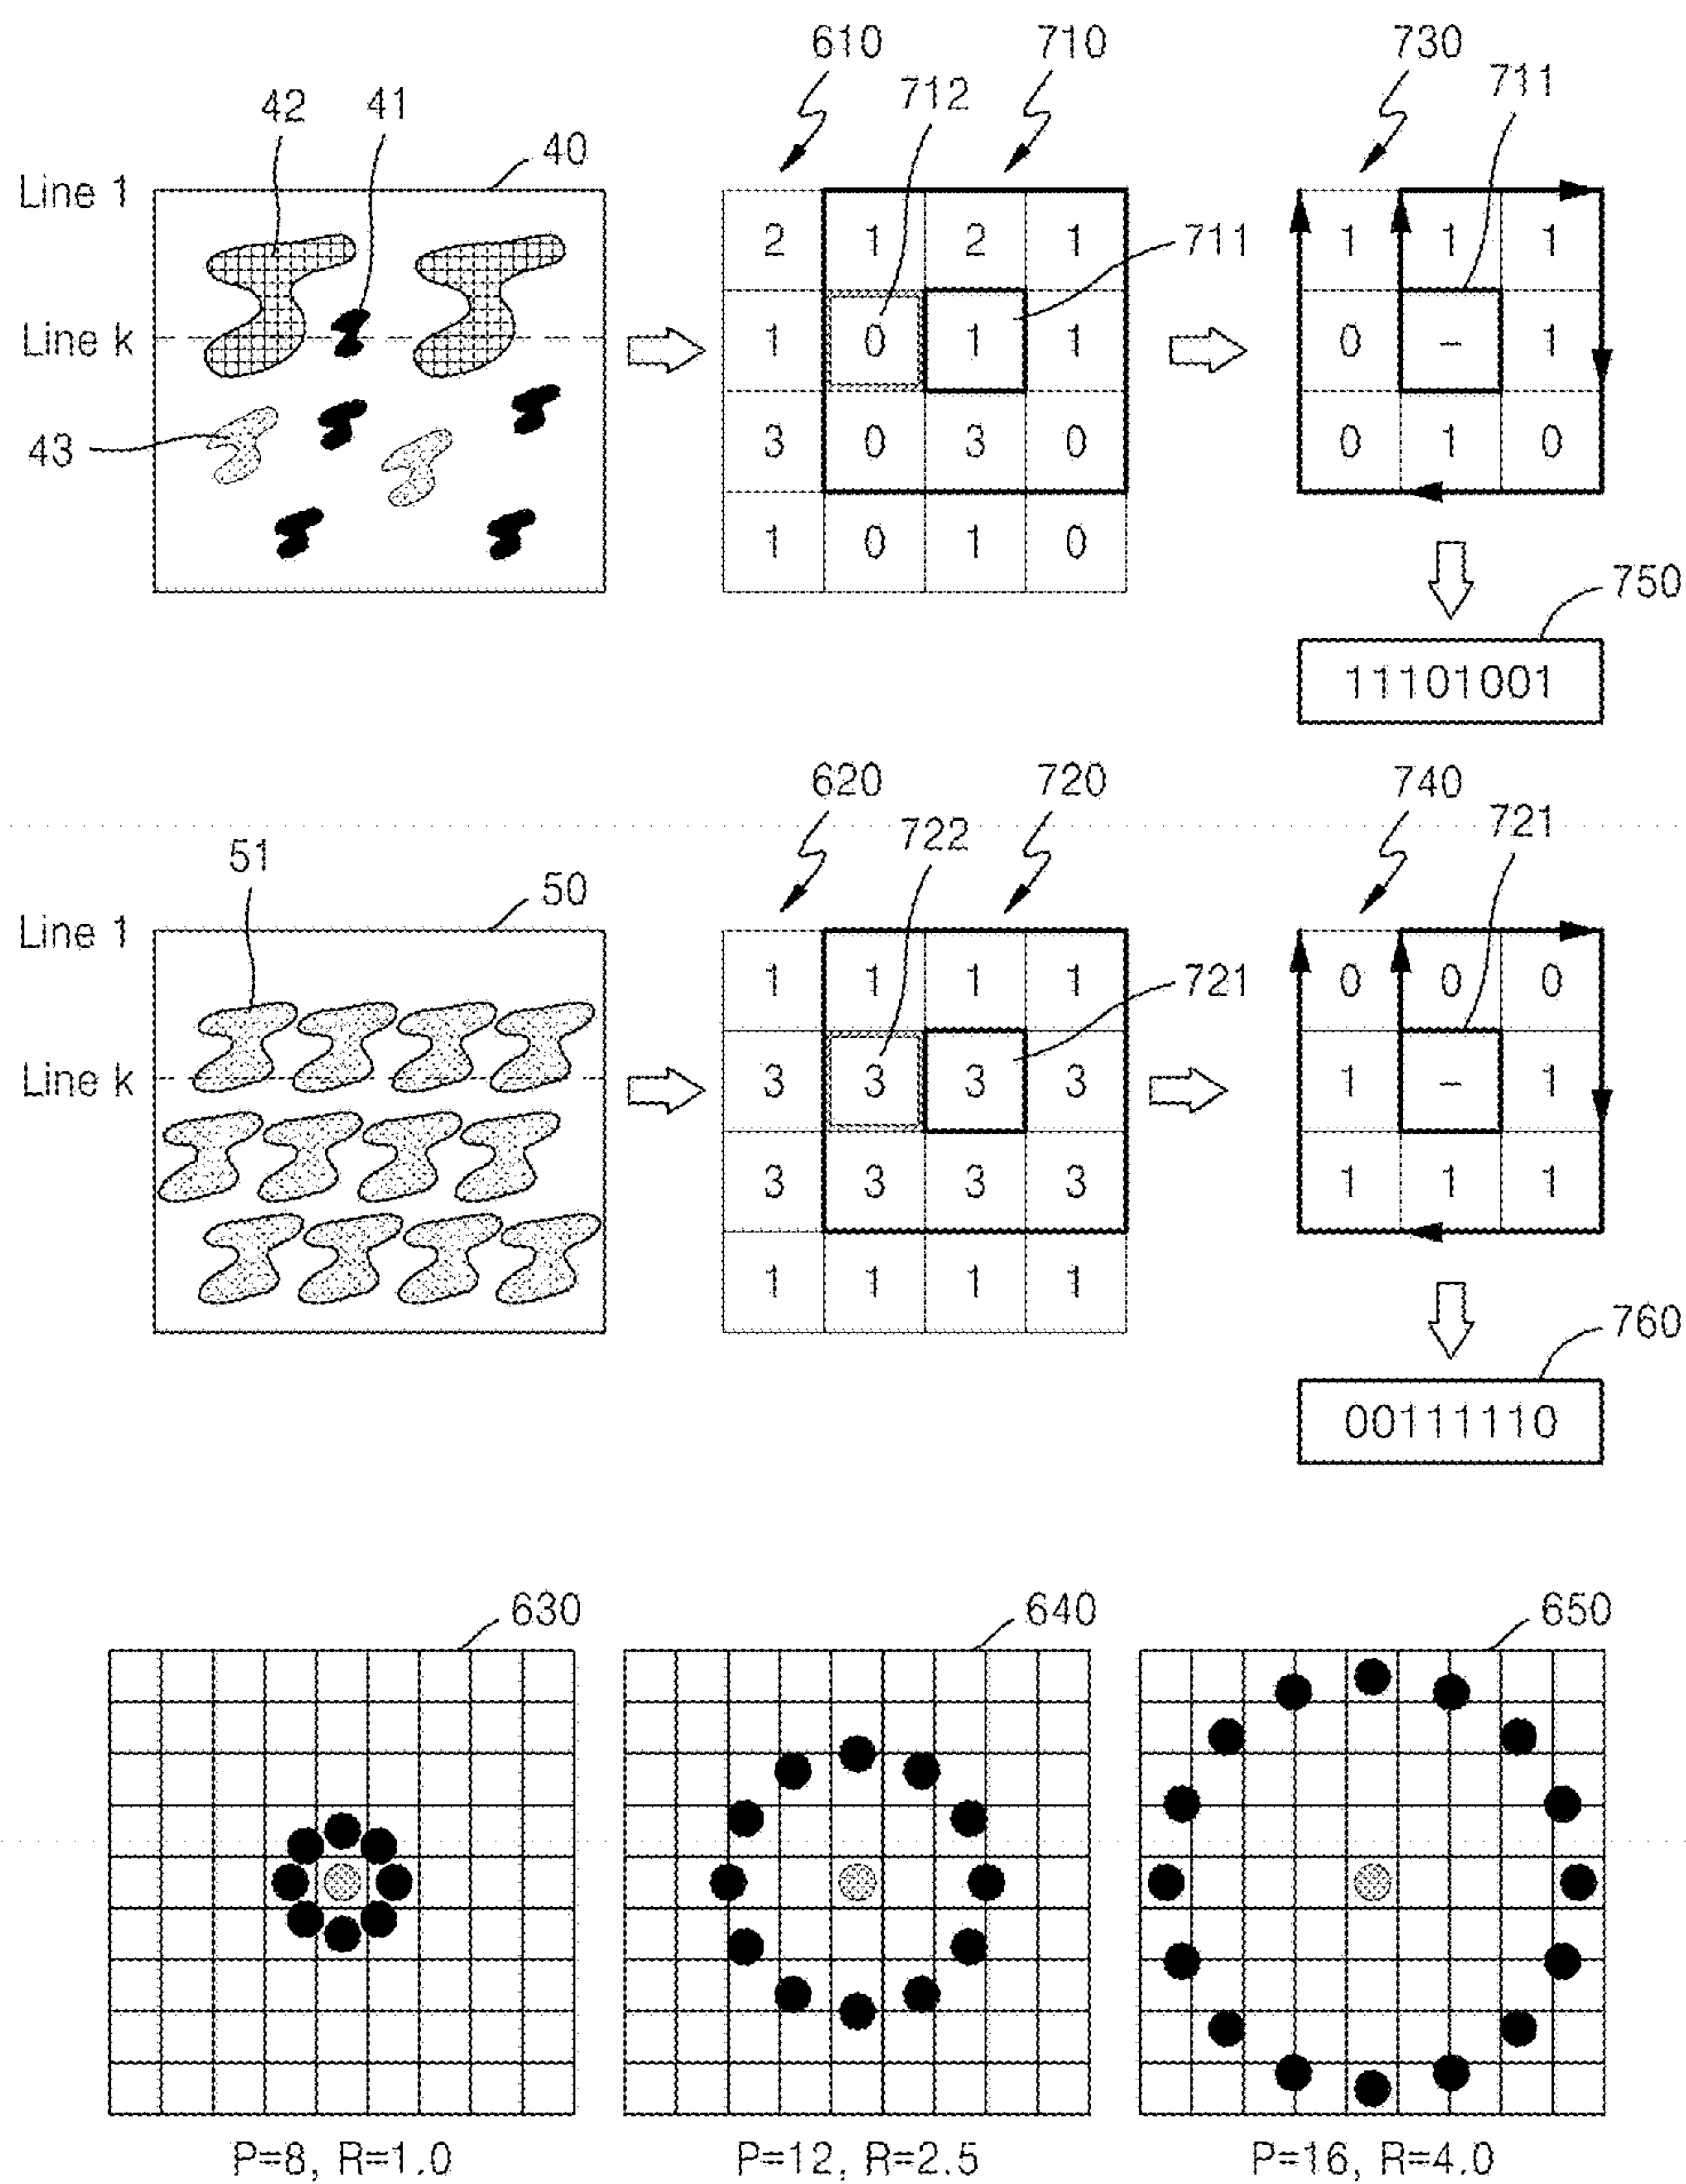 610 710 730
42 41 712 711
40
Line 1
2 1 2 1 711 1 1 1
Line k 1 0 1 1 0 – 1
43 3 0 3 0 0 1 0
1 0 1 0
750
11101001
620 720 740
51 722 721
50
Line 1
1 1 1 1 721 0 0 0
Line k 3 3 3 3 1 – 1
3 3 3 3 1 1 1
1 1 1 1
760
00111110
630 640 650
P=8, R=1.0 P=12, R=2.5 P=16, R=4.0